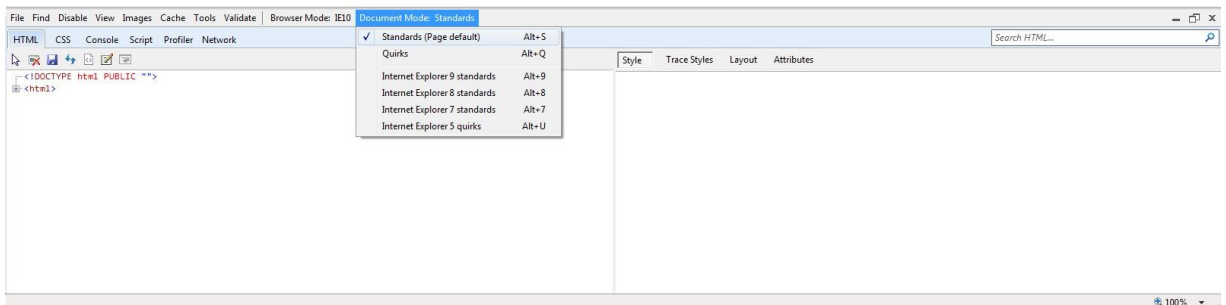 File Find Disable View Images Cache Tools Validate Browser Mode: IE10 Document Mode: Standards
HTML CSS Console Script Profiler Network
Search HTML...
✓ Standards (Page default) Alt+S
Quirks Alt+Q
Internet Explorer 9 standards Alt+9
Internet Explorer 8 standards Alt+8
Internet Explorer 7 standards Alt+7
Internet Explorer 5 quirks Alt+U
<!DOCTYPE html PUBLIC "">
<html>
Style Trace Styles Layout Attributes
100%